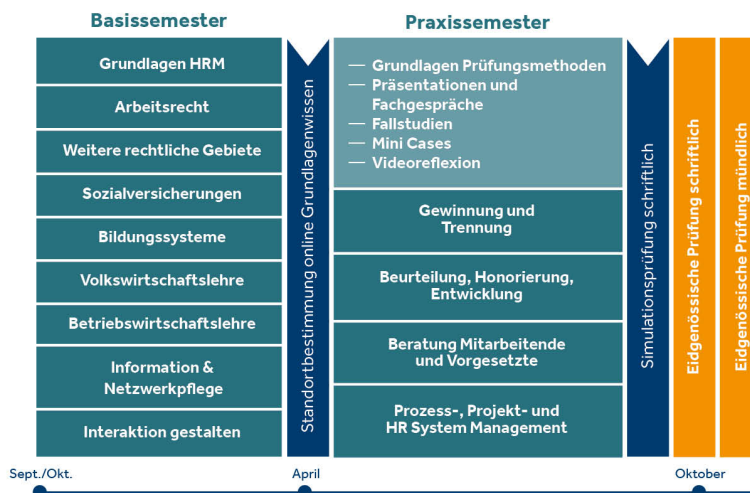 Basissemester
Grundlagen HRM
Arbeitsrecht
Weitere rechtliche Gebiete
Sozialversicherungen
Bildungssysteme
Volkswirtschaftslehre
Betriebswirtschaftslehre
Information &
Netzwerkpflege
Interaktion gestalten
Standortbestimmung online Grundlagenwissen
Praxissemester
— Grundlagen Prüfungsmethoden
— Präsentationen und
Fachgespräche
— Fallstudien
— Mini Cases
— Videoreflexion
Gewinnung und
Trennung
Beurteilung, Honorierung,
Entwicklung
Beratung Mitarbeitende
und Vorgesetzte
Prozess-, Projekt- und
HR System Management
Simulationsprüfung schriftlich
Eidgenössische Prüfung schriftlich
Eidgenössische Prüfung mündlich
Sept./Okt.
April
Oktober